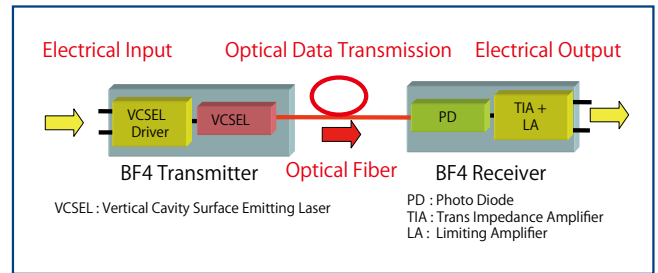 Electrical Input
Optical Data Transmission
Electrical Output
VCSEL
Driver
VCSEL
PD
TIA +
LA
BF4 Transmitter
Optical Fiber
BF4 Receiver
VCSEL : Vertical Cavity Surface Emitting Laser
PD : Photo Diode
TIA : Trans Impedance Amplifier
LA : Limiting Amplifier